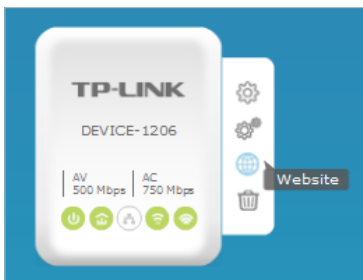 TP-LINK
DEVICE-1206
AV
500 Mbps
AC
750 Mbps
Website